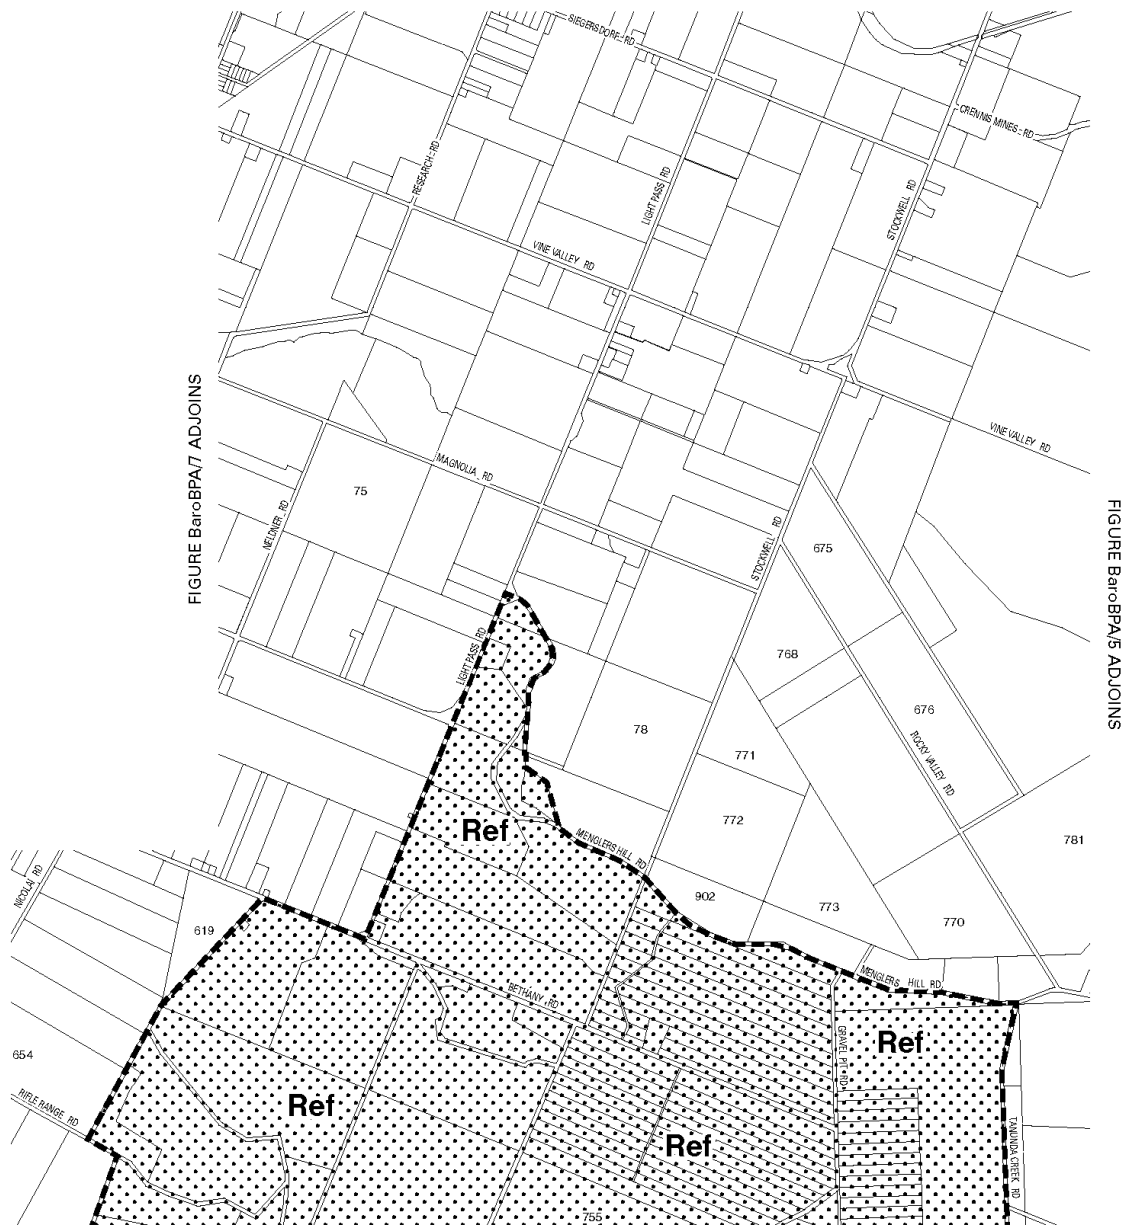 SIEGERSDORF RD
CRENNIS MINES RD
RESEARCH RD
LIGHT PASS RD
STOCKWELL RD
VINE VALLEY RD
FIGURE BaroBPA/7 ADJOINS
VINE VALLEY RD
MAGNOLIA RD
75
NELDNER RD
STOCKWELL RD
675
FIGURE BaroBPA/5 ADJOINS
LIGHT PASS RD
768
676
78
771
ROCKY VALLEY RD
772
Ref
MENGLERS HILL RD
781
NICOLAI RD
902
773
770
619
MENGLERS HILL RD
BETHANY RD
GRAVEL PIT RD
Ref
654
RIFLE RANGE RD
Ref
Ref
TANUNDA CREEK RD
755